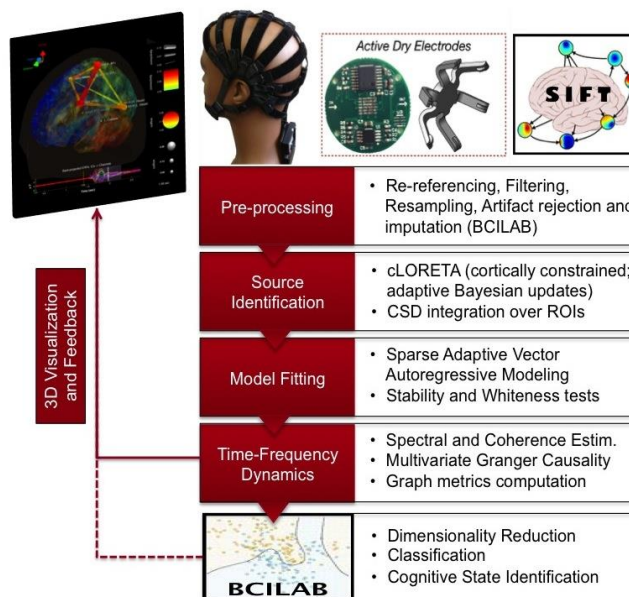 Active Dry Electrodes
SIFT
Pre-processing
• Re-referencing, Filtering,
Resampling, Artifact rejection and
imputation (BCILAB)
Source
Identification
• cLORETA (cortically constrained;
adaptive Bayesian updates)
• CSD integration over ROIs
Model Fitting
• Sparse Adaptive Vector
Autoregressive Modeling
• Stability and Whiteness tests
Time-Frequency
Dynamics
• Spectral and Coherence Estim.
• Multivariate Granger Causality
• Graph metrics computation
3D Visualization
and Feedback
BCILAB
• Dimensionality Reduction
• Classification
• Cognitive State Identification